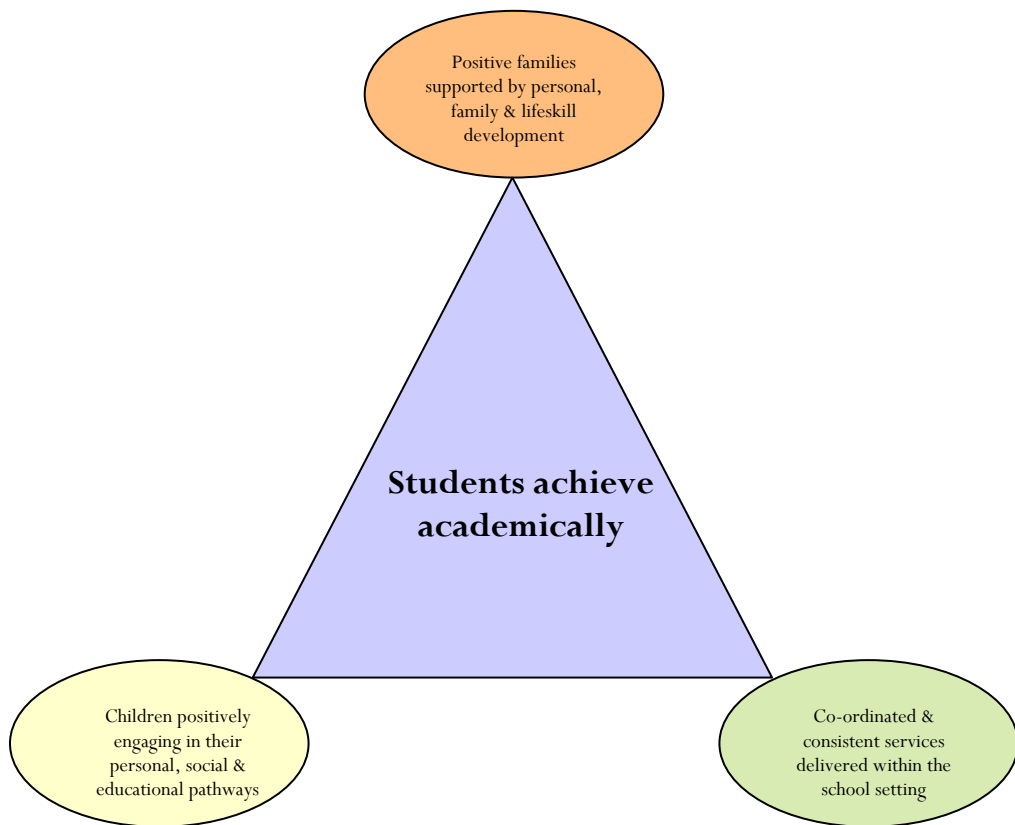 Positive families
supported by personal,
family & lifeskill
development
Students achieve
academically
Children positively
engaging in their
personal, social &
educational pathways
Co-ordinated &
consistent services
delivered within the
school setting